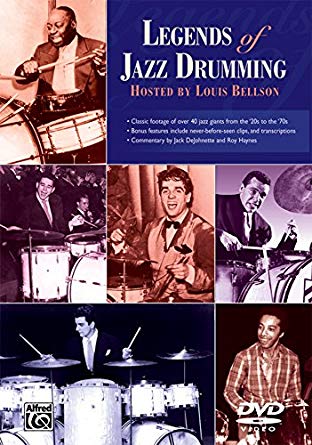 LEGENDS of
JAZZ DRUMMING
HOSTED BY LOUIS BELLSON
• Classic footage of over 40 jazz giants from the '20s to the '70s
• Bonus features include never-before-seen clips, and transcriptions
• Commentary by Jack DeJohnette and Roy Haynes
Alfred
DVD
VIDEO